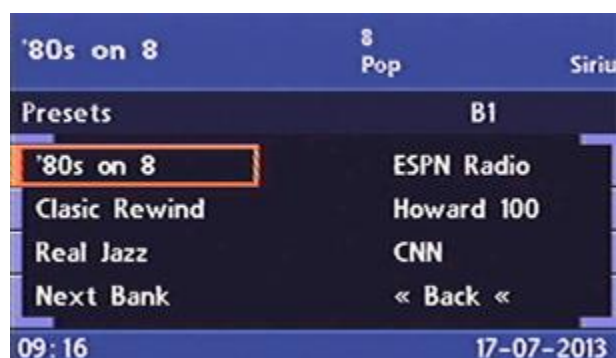 '80s on 8 8
Pop Siriu
Presets B1
'80s on 8 ESPN Radio
Clasic Rewind Howard 100
Real Jazz CNN
Next Bank « Back «
09:16 17-07-2013